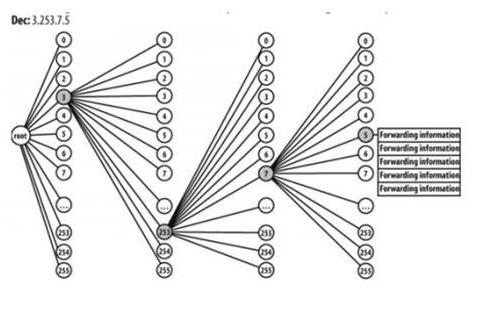 Dec: 3.253.7.5
0 0 0 0
1 1 1 1
2 2 2 2
3 3 3 3
4 4 4 4
root 5 5 5 5 Forwarding information
6 6 6 6 Forwarding information
7 7 7 7 Forwarding information
Forwarding information
Forwarding information
... ... ... ...
253 253 253 253
254 254 254 254
255 255 255 255